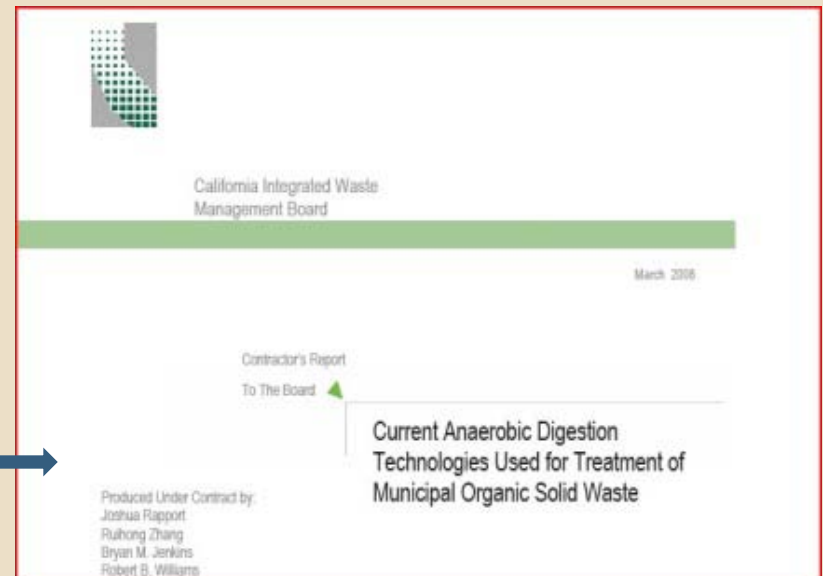 California Integrated Waste
Management Board
March 2008
Contractor's Report
To The Board
Current Anaerobic Digestion
Technologies Used for Treatment of
Municipal Organic Solid Waste
Produced Under Contract by:
Joshua Rapport
Ruihong Zhang
Bryan M. Jenkins
Robert B. Williams